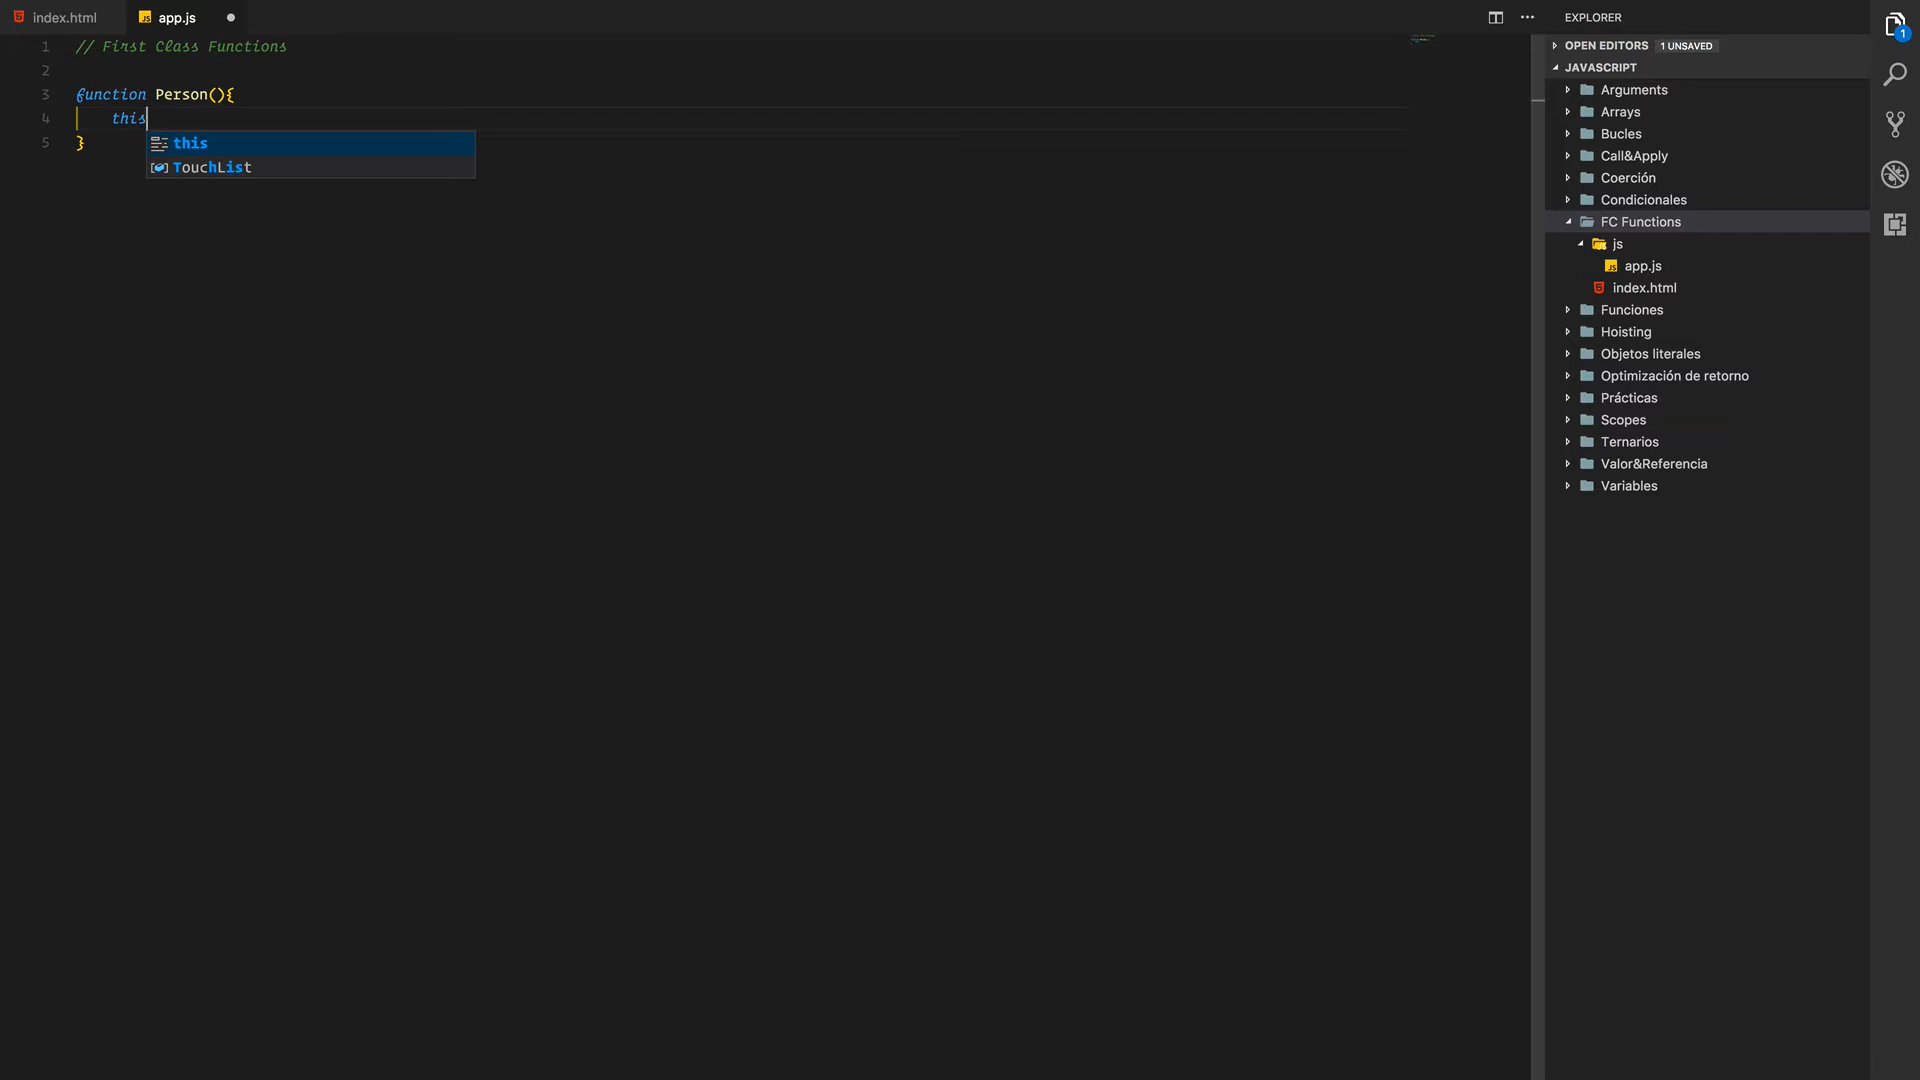 index.html
app.js
1 // First Class Functions
2
3 function Person(){
4 this
5 }
this
TouchList
EXPLORER
OPEN EDITORS 1 UNSAVED
JAVASCRIPT
Arguments
Arrays
Bucles
Call&Apply
Coerción
Condicionales
FC Functions
js
app.js
index.html
Funciones
Hoisting
Objetos literales
Optimización de retorno
Prácticas
Scopes
Ternarios
Valor&Referencia
Variables
1